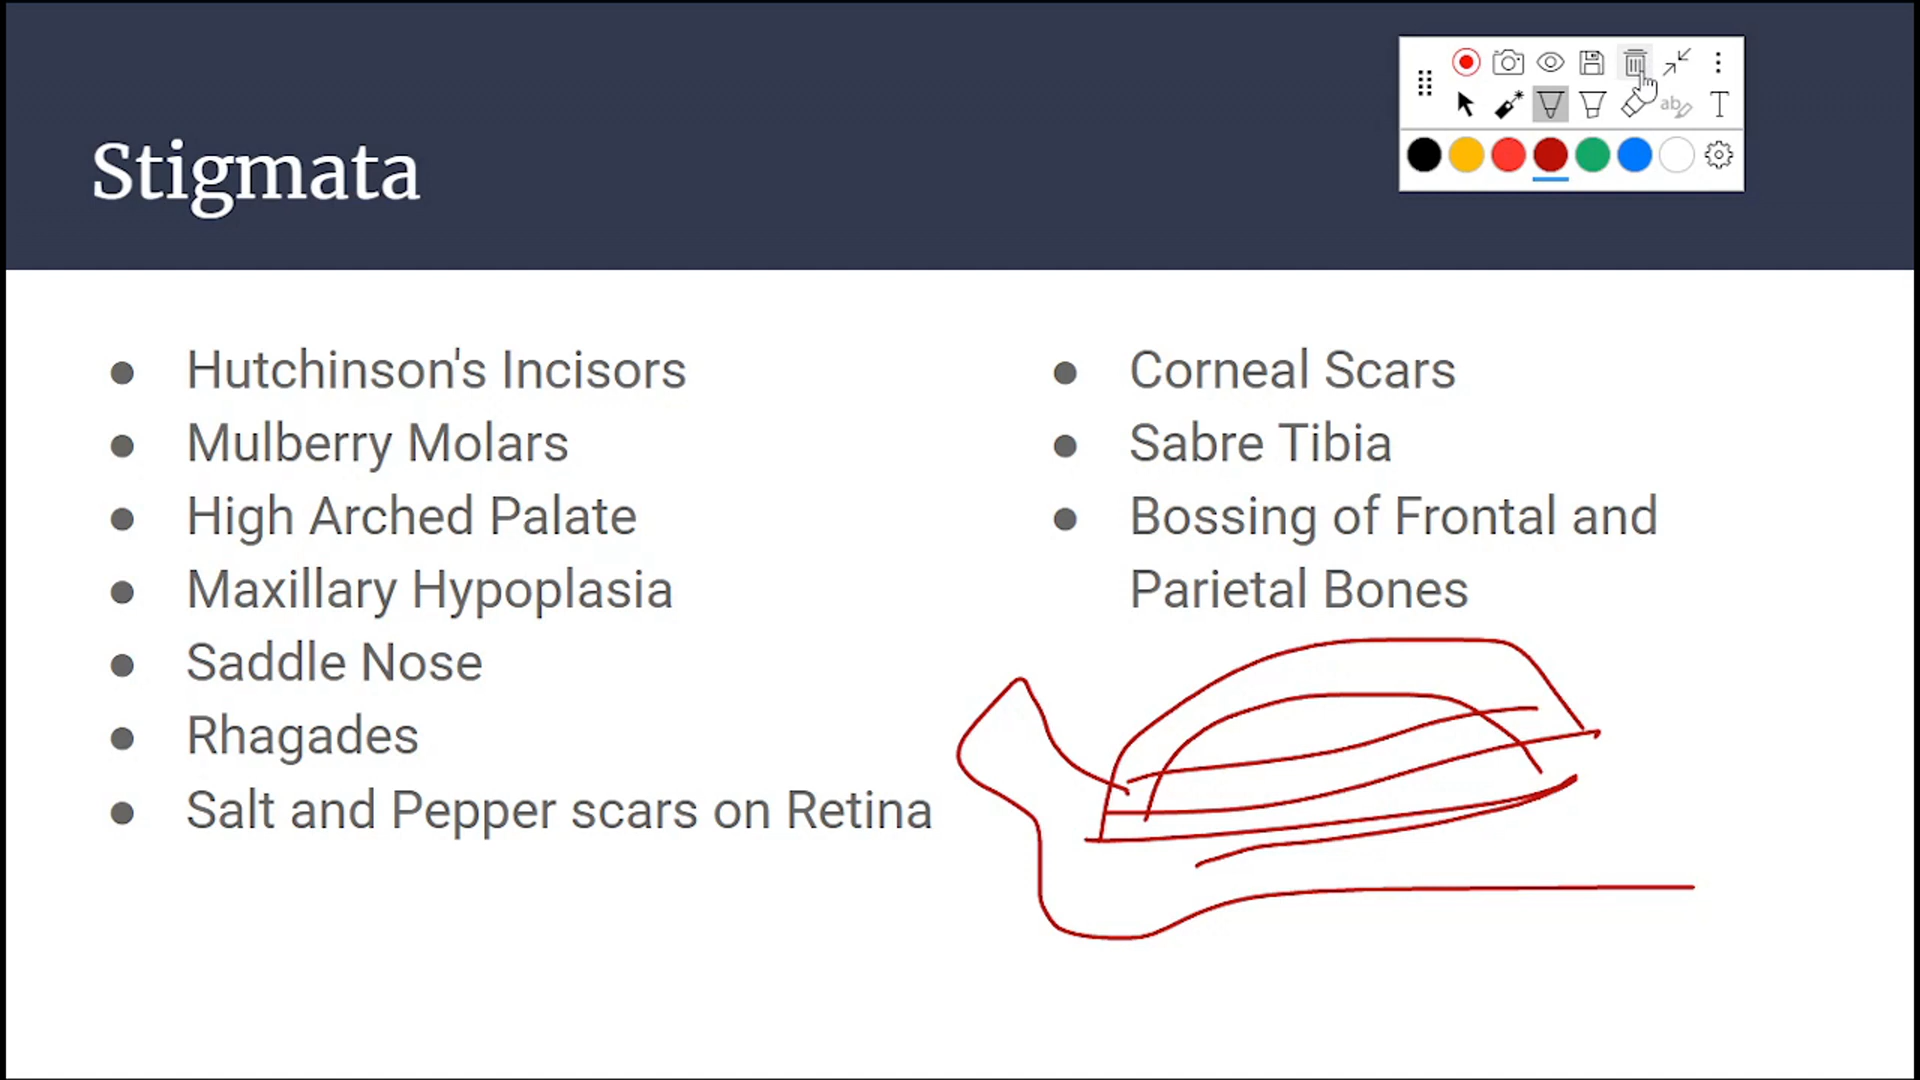 Stigmata
Hutchinson's Incisors
Mulberry Molars
High Arched Palate
Maxillary Hypoplasia
Saddle Nose
Rhagades
Salt and Pepper scars on Retina
Corneal Scars
Sabre Tibia
Bossing of Frontal and
Parietal Bones
ab
T